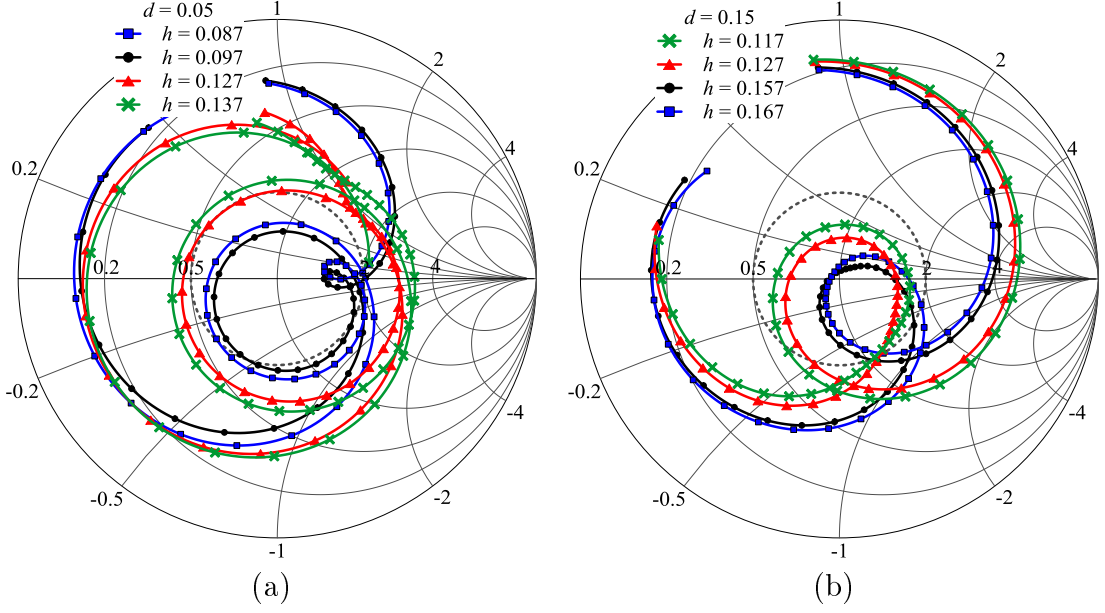 d = 0.05
h = 0.087
h = 0.097
h = 0.127
h = 0.137
1
2
4
0.2
0.2
0.5
4
-0.2
-0.5
-1
-2
-4
(a)
d = 0.15
h = 0.117
h = 0.127
h = 0.157
h = 0.167
1
2
4
0.2
0.2
0.5
2
4
-0.2
-0.5
-1
-2
-4
(b)